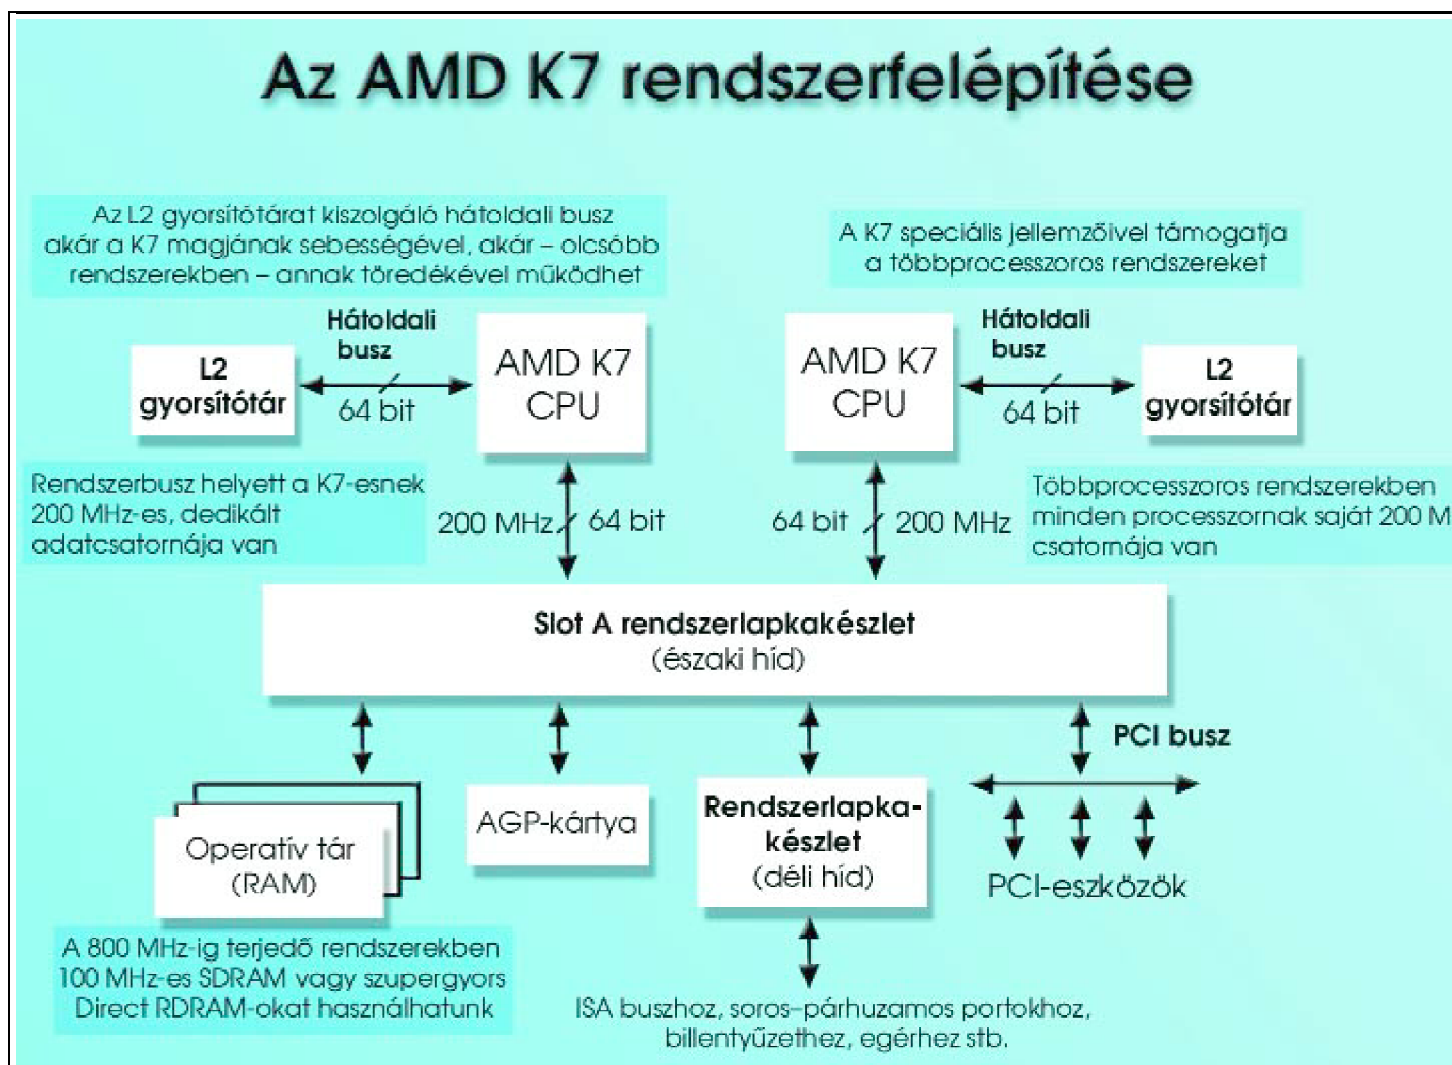 Az AMD K7 rendszerfelépítése
Az L2 gyorsítótárat kiszolgáló hátoldali busz
akár a K7 magjának sebességével, akár – olcsóbb
rendszerekben – annak töredékével működhet
A K7 speciális jellemzőivel támogatja
a többprocesszoros rendszereket
L2
gyorsítótár
Hátoldali
busz
64 bit
AMD K7
CPU
AMD K7
CPU
Hátoldali
busz
64 bit
L2
gyorsítótár
Rendszerbusz helyett a K7-esnek
200 MHz-es, dedikált
adatcsatornája van
200 MHz
64 bit
64 bit
200 MHz
Többprocesszoros rendszerekben
minden processzornak saját 200 M
csatornája van
Slot A rendszerlapkakészlet
(északi híd)
PCI busz
Operatív tár
(RAM)
AGP-kártya
Rendszerlapka-
készlet
(déli híd)
PCI-eszközök
A 800 MHz-ig terjedő rendszerekben
100 MHz-es SDRAM vagy szupergyors
Direct RDRAM-okat használhatunk
ISA buszhoz, soros–párhuzamos portokhoz,
billentyűzethez, egérhez stb.